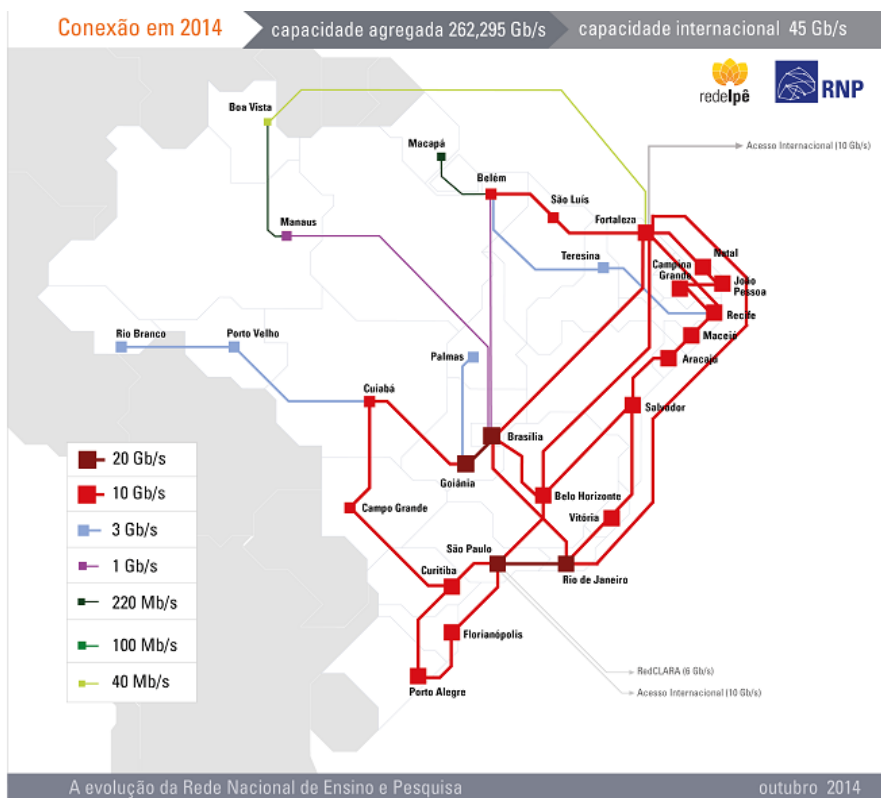 Conexão em 2014
capacidade agregada 262,295 Gb/s
capacidade internacional 45 Gb/s
redeIpê
RNP
Boa Vista
Macapá
Acesso Internacional (10 Gb/s)
Belém
São Luís
Manaus
Fortaleza
Teresina
Natal
Campina
Grande
João
Pessoa
Recife
Rio Branco
Porto Velho
Maceió
Palmas
Aracaju
Cuiabá
Salvador
Brasília
20 Gb/s
Goiânia
10 Gb/s
Belo Horizonte
Campo Grande
Vitória
3 Gb/s
São Paulo
1 Gb/s
Curitiba
Rio de Janeiro
220 Mb/s
Florianópolis
100 Mb/s
RedCLARA (6 Gb/s)
40 Mb/s
Porto Alegre
Acesso Internacional (10 Gb/s)
A evolução da Rede Nacional de Ensino e Pesquisa
outubro 2014